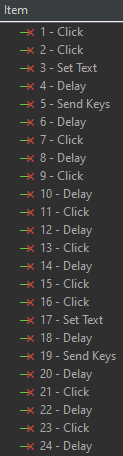 Item
1 - Click
2 - Click
3 - Set Text
4 - Delay
5 - Send Keys
6 - Delay
7 - Click
8 - Delay
9 - Click
10 - Delay
11 - Click
12 - Delay
13 - Click
14 - Delay
15 - Click
16 - Click
17 - Set Text
18 - Delay
19 - Send Keys
20 - Delay
21 - Click
22 - Delay
23 - Click
24 - Delay